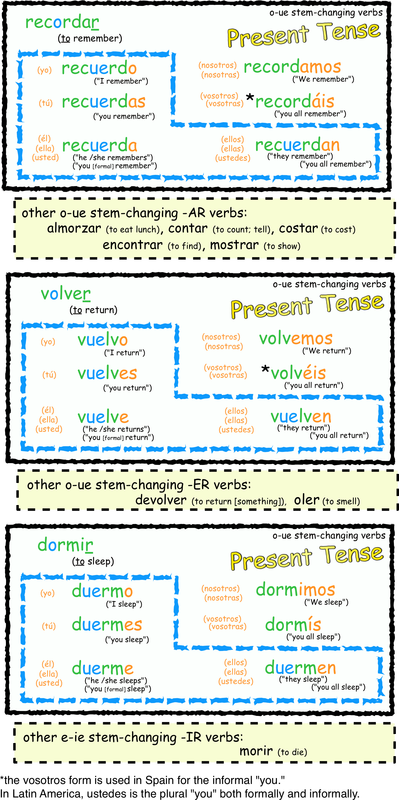 o-ue stem-changing verbs
recordar
(to remember)
Present Tense
(yo) recuerdo
("I remember")
(nosotros)
(nosotras) recordamos
("We remember")
(tú) recuerdas
("you remember")
(vosotros)
(vosotras) *recordáis
("you all remember")
(él)
(ella)
(usted) recuerda
("he /she remembers")
("you [formal] remember")
(ellos)
(ellas)
(ustedes) recuerdan
("they remember")
("you all remember")
other o-ue stem-changing -AR verbs:
almorzar (to eat lunch), contar (to count; tell), costar (to cost)
encontrar (to find), mostrar (to show)
o-ue stem-changing verbs
volver
(to return)
Present Tense
(yo) vuelvo
("I return")
(nosotros)
(nosotras) volvemos
("We return")
(tú) vuelves
("you return")
(vosotros)
(vosotras) *volvéis
("you all return")
(él)
(ella)
(usted) vuelve
("he /she returns")
("you [formal] return")
(ellos)
(ellas)
(ustedes) vuelven
("they return")
("you all return")
other o-ue stem-changing -ER verbs:
devolver (to return [something]), oler (to smell)
o-ue stem-changing verbs
dormir
(to sleep)
Present Tense
(yo) duermo
("I sleep")
(nosotros)
(nosotras) dormimos
("We sleep")
(tú) duermes
("you sleep")
(vosotros)
(vosotras) dormís
("you all sleep")
(él)
(ella)
(usted) duerme
("he /she sleeps")
("you [formal] sleep")
(ellos)
(ellas)
(ustedes) duermen
("they sleep")
("you all sleep")
other e-ie stem-changing -IR verbs:
morir (to die)
*the vosotros form is used in Spain for the informal "you."
In Latin America, ustedes is the plural "you" both formally and informally.